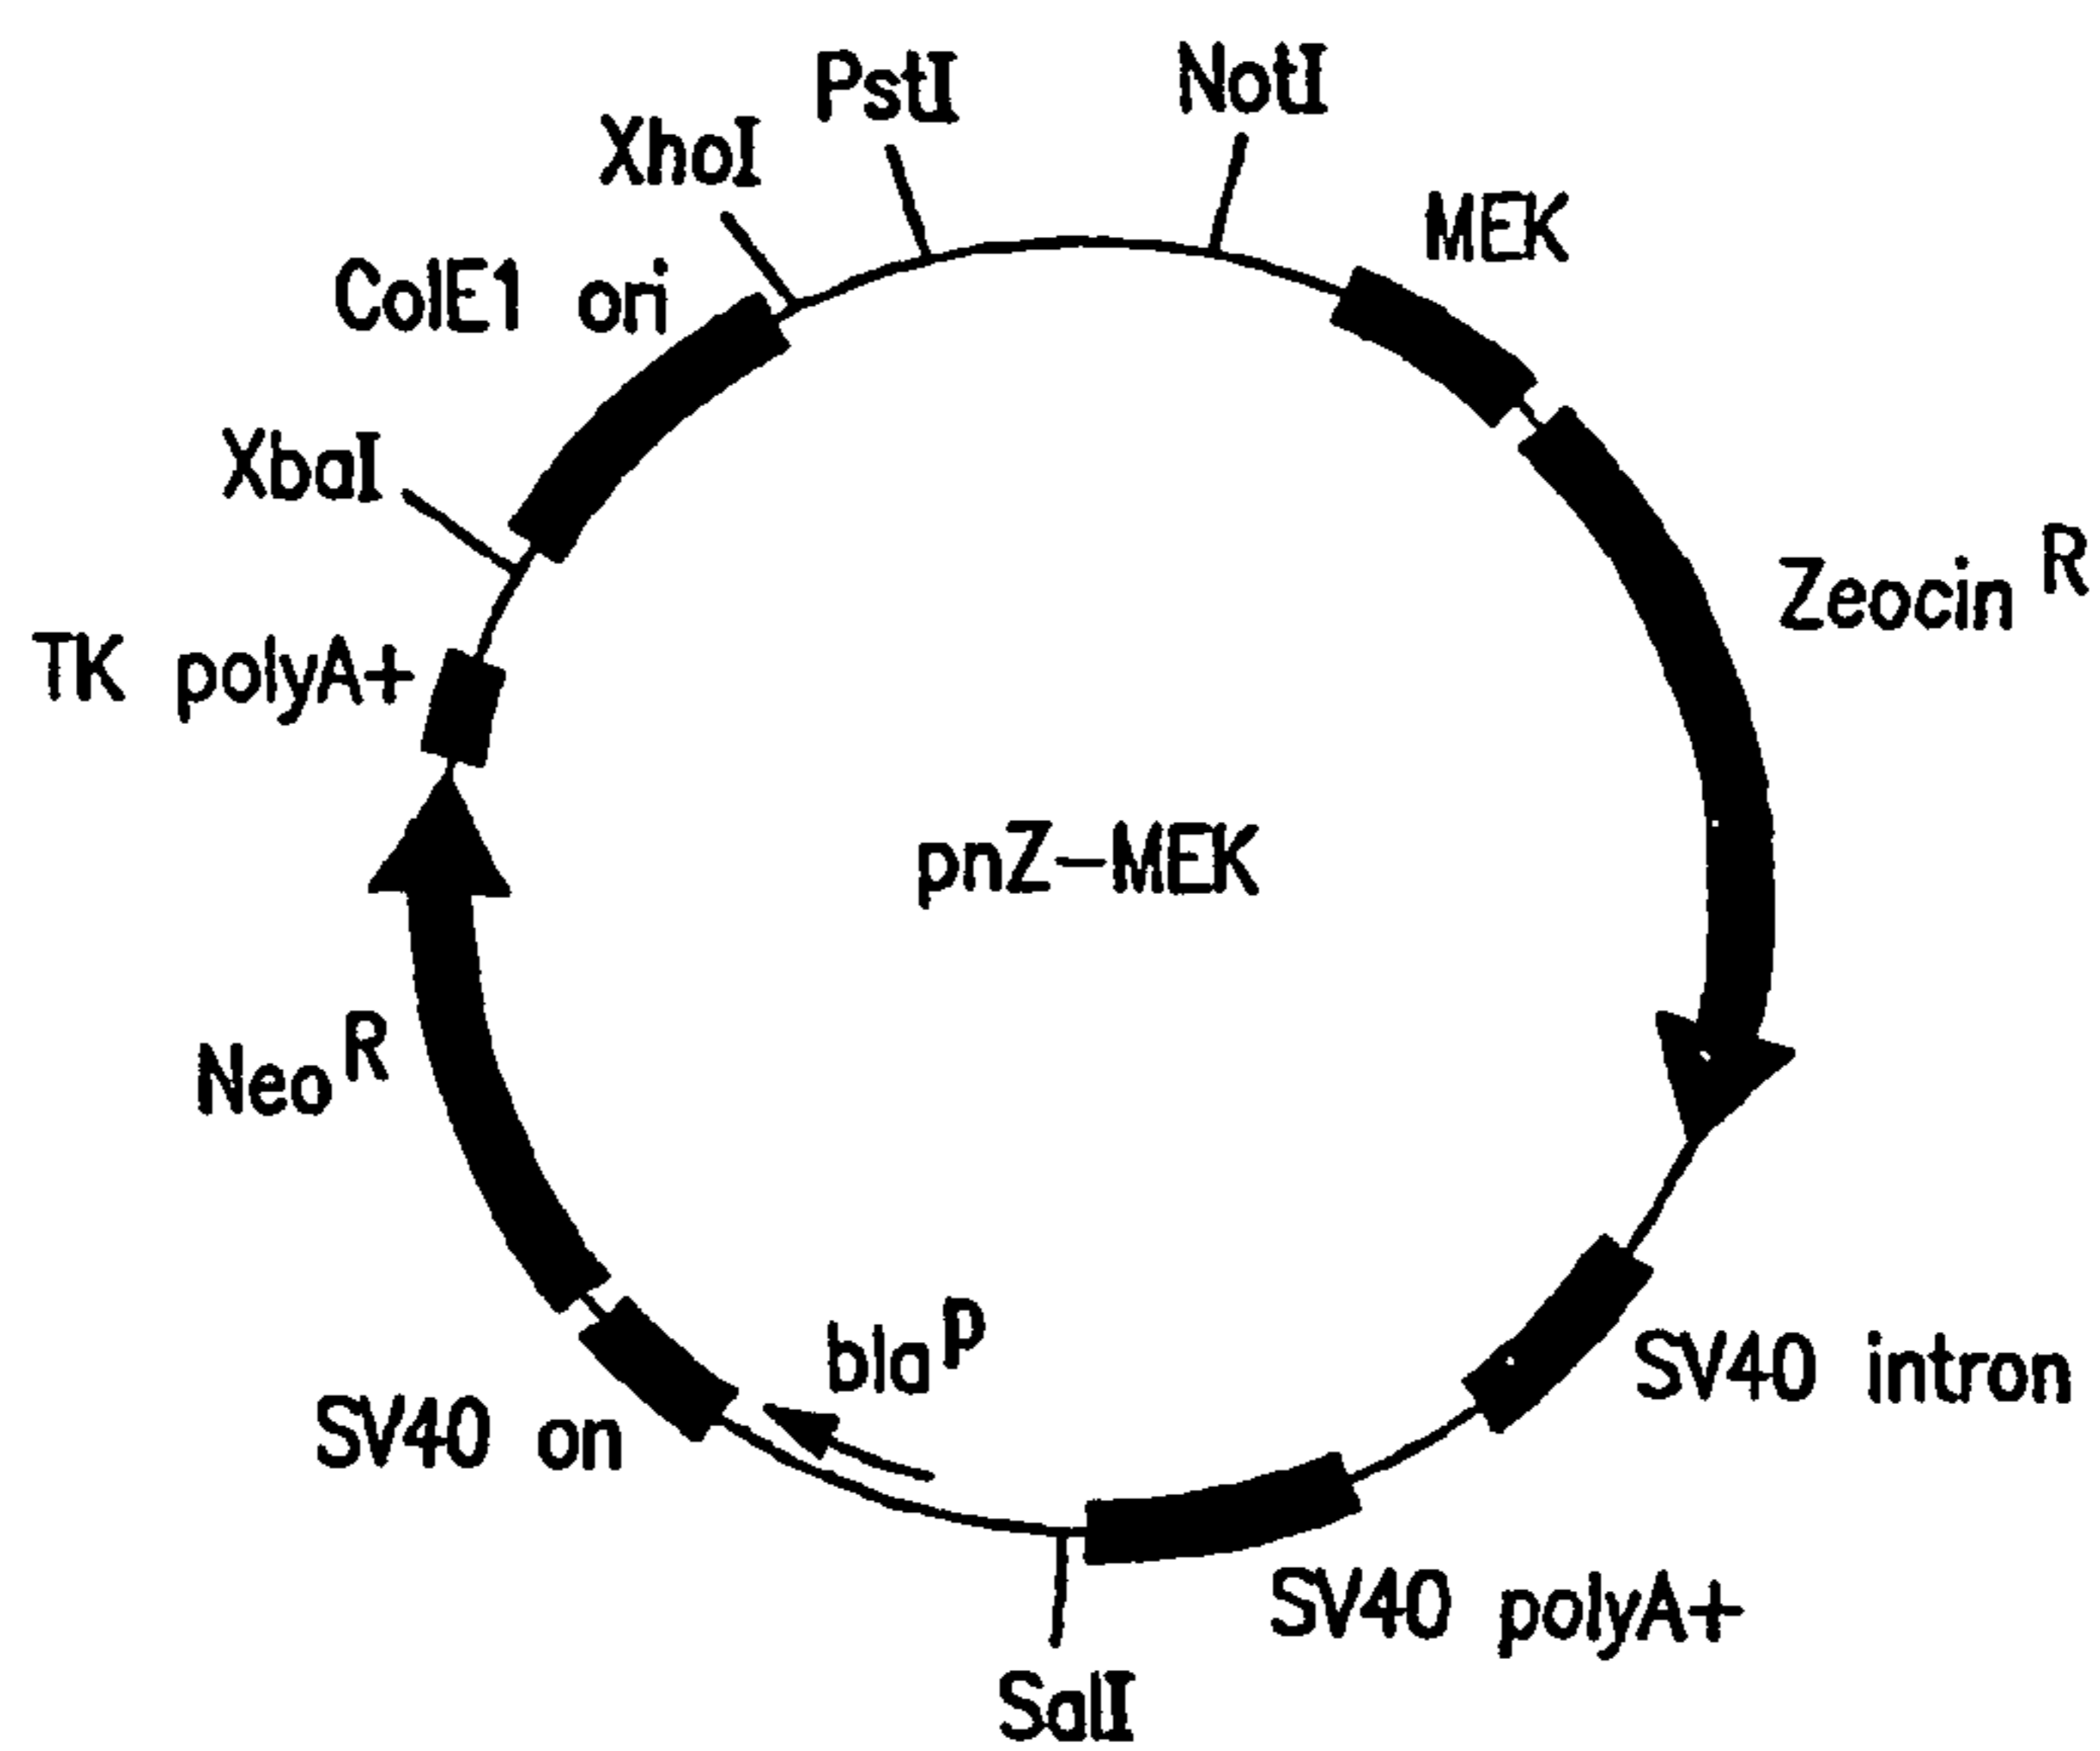 PstI
NotI
XhoI
MEK
ColE1 ori
XbaI
Zeocin R
TK polyA+
pnZ-MEK
Neo R
bla P
SV40 intron
SV40 on
SV40 polyA+
SalI